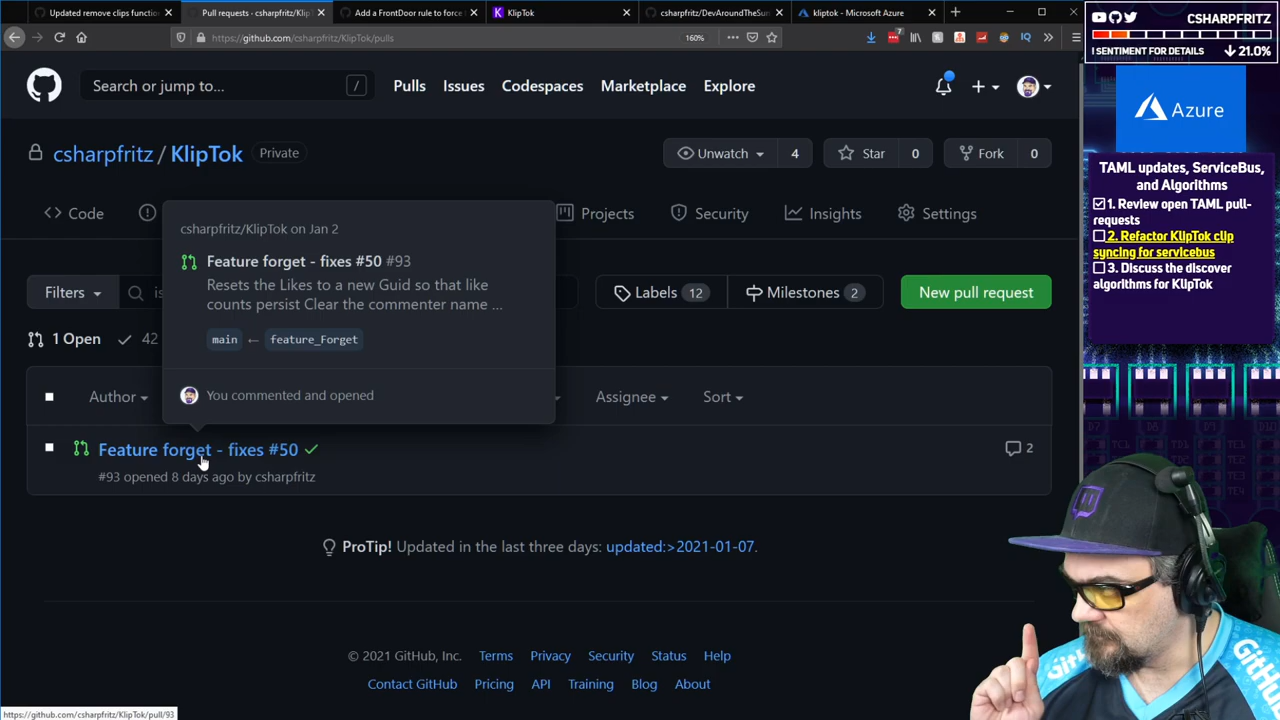 Updated remove clips function
Pull requests · csharpfritz/KlipT
Add a FrontDoor rule to force
KlipTok
csharpfritz/DevAroundTheSun
kliptok - Microsoft Azure
https://github.com/csharpfritz/KlipTok/pulls
160%
7
IQ
Search or jump to...
/
Pulls
Issues
Codespaces
Marketplace
Explore
csharpfritz / KlipTok
Private
Unwatch
4
Star
0
Fork
0
Code
Projects
Security
Insights
Settings
csharpfritz/KlipTok on Jan 2
Feature forget - fixes #50 #93
Resets the Likes to a new Guid so that like
counts persist Clear the commenter name ...
main ← feature_Forget
You commented and opened
Filters
is
Labels 12
Milestones 2
New pull request
1 Open
42
Author
Assignee
Sort
Feature forget - fixes #50
2
#93 opened 8 days ago by csharpfritz
ProTip! Updated in the last three days: updated:>2021-01-07.
© 2021 GitHub, Inc.
Terms
Privacy
Security
Status
Help
Contact GitHub
Pricing
API
Training
Blog
About
https://github.com/csharpfritz/KlipTok/pull/93
CSHARPFRITZ
! SENTIMENT FOR DETAILS
21.0%
Azure
TAML updates, ServiceBus,
and Algorithms
1. Review open TAML pull-
requests
2. Refactor KlipTok clip
syncing for servicebus
3. Discuss the discover
algorithms for KlipTok
GitHu